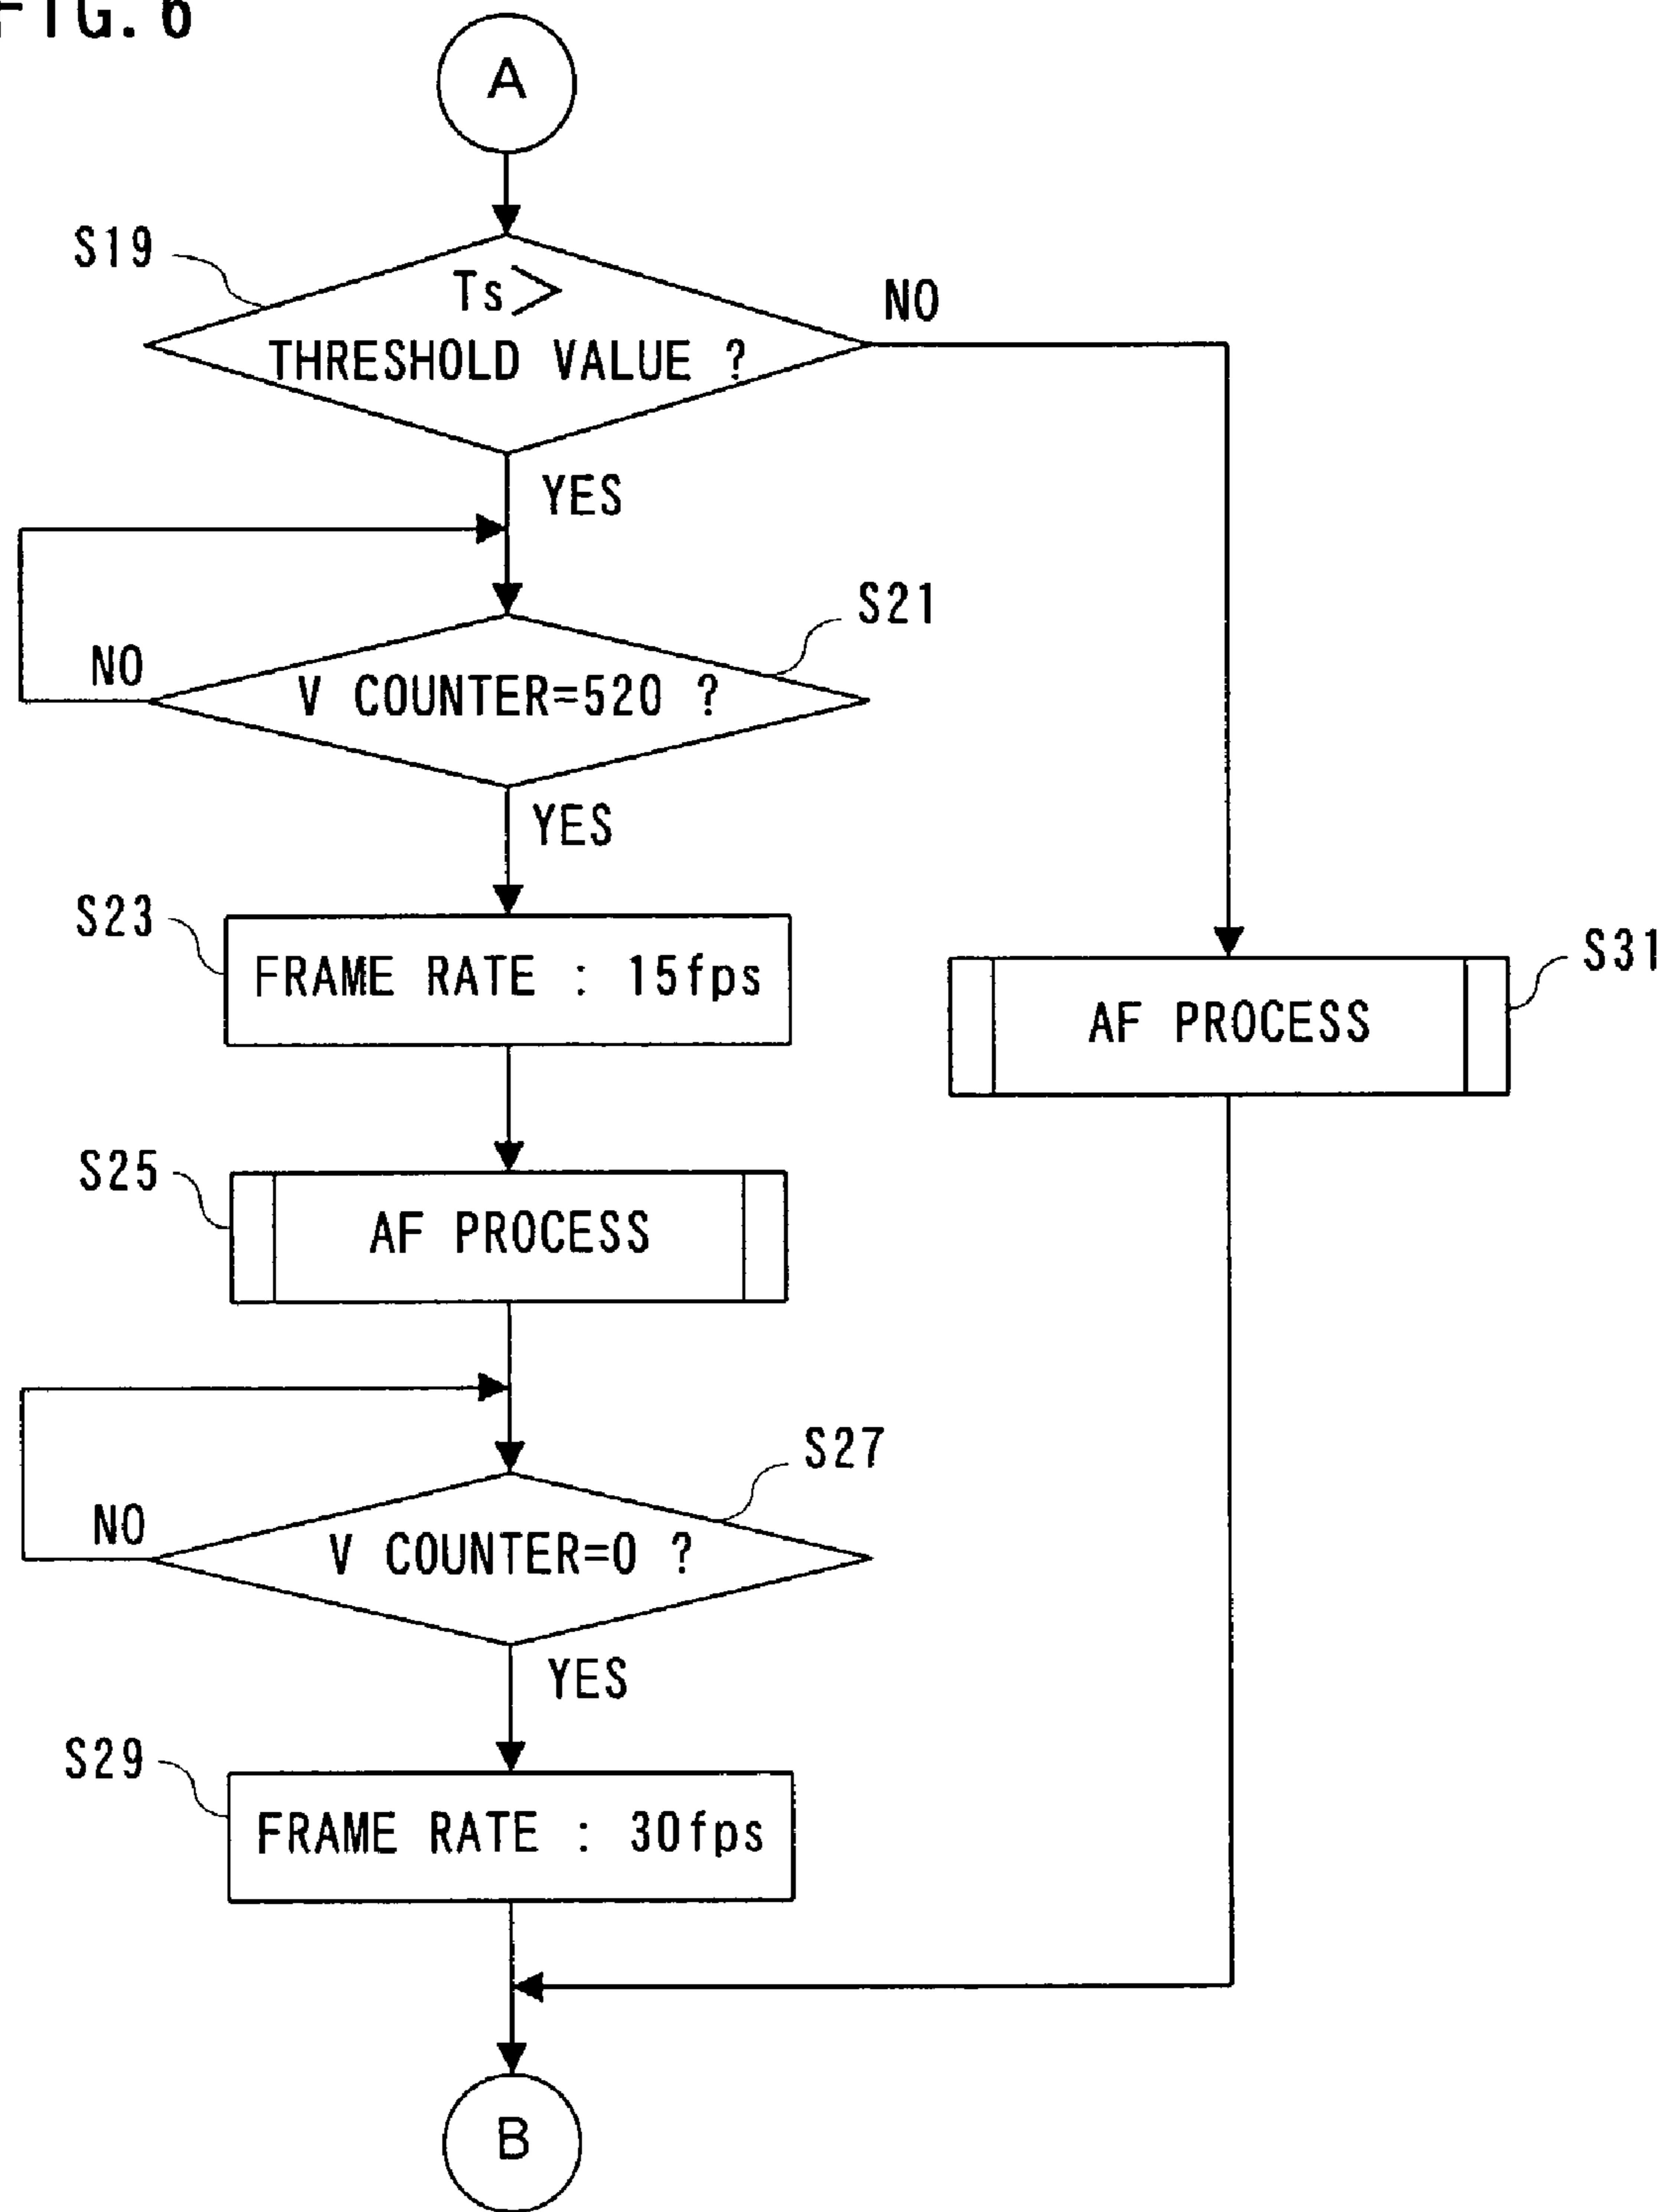 FIG. 6
A
S19
Ts>
THRESHOLD VALUE ?
NO
YES
S21
NO
V COUNTER=520 ?
YES
S23
FRAME RATE : 15fps
S31
AF PROCESS
S25
AF PROCESS
S27
NO
V COUNTER=0 ?
YES
S29
FRAME RATE : 30fps
B